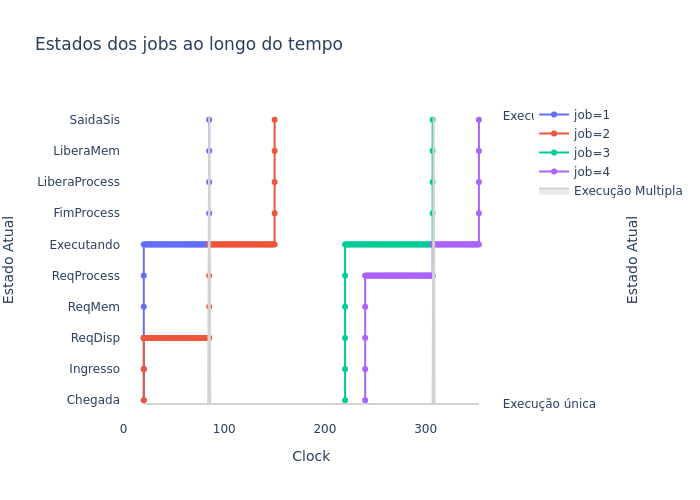 Estados dos jobs ao longo do tempo
SaidaSis
LiberaMem
LiberaProcess
FimProcess
Executando
ReqProcess
ReqMem
ReqDisp
Ingresso
Chegada
Estado Atual
0
100
200
300
Clock
Execução única
Estado Atual
job=1
job=2
job=3
job=4
Execução Multipla